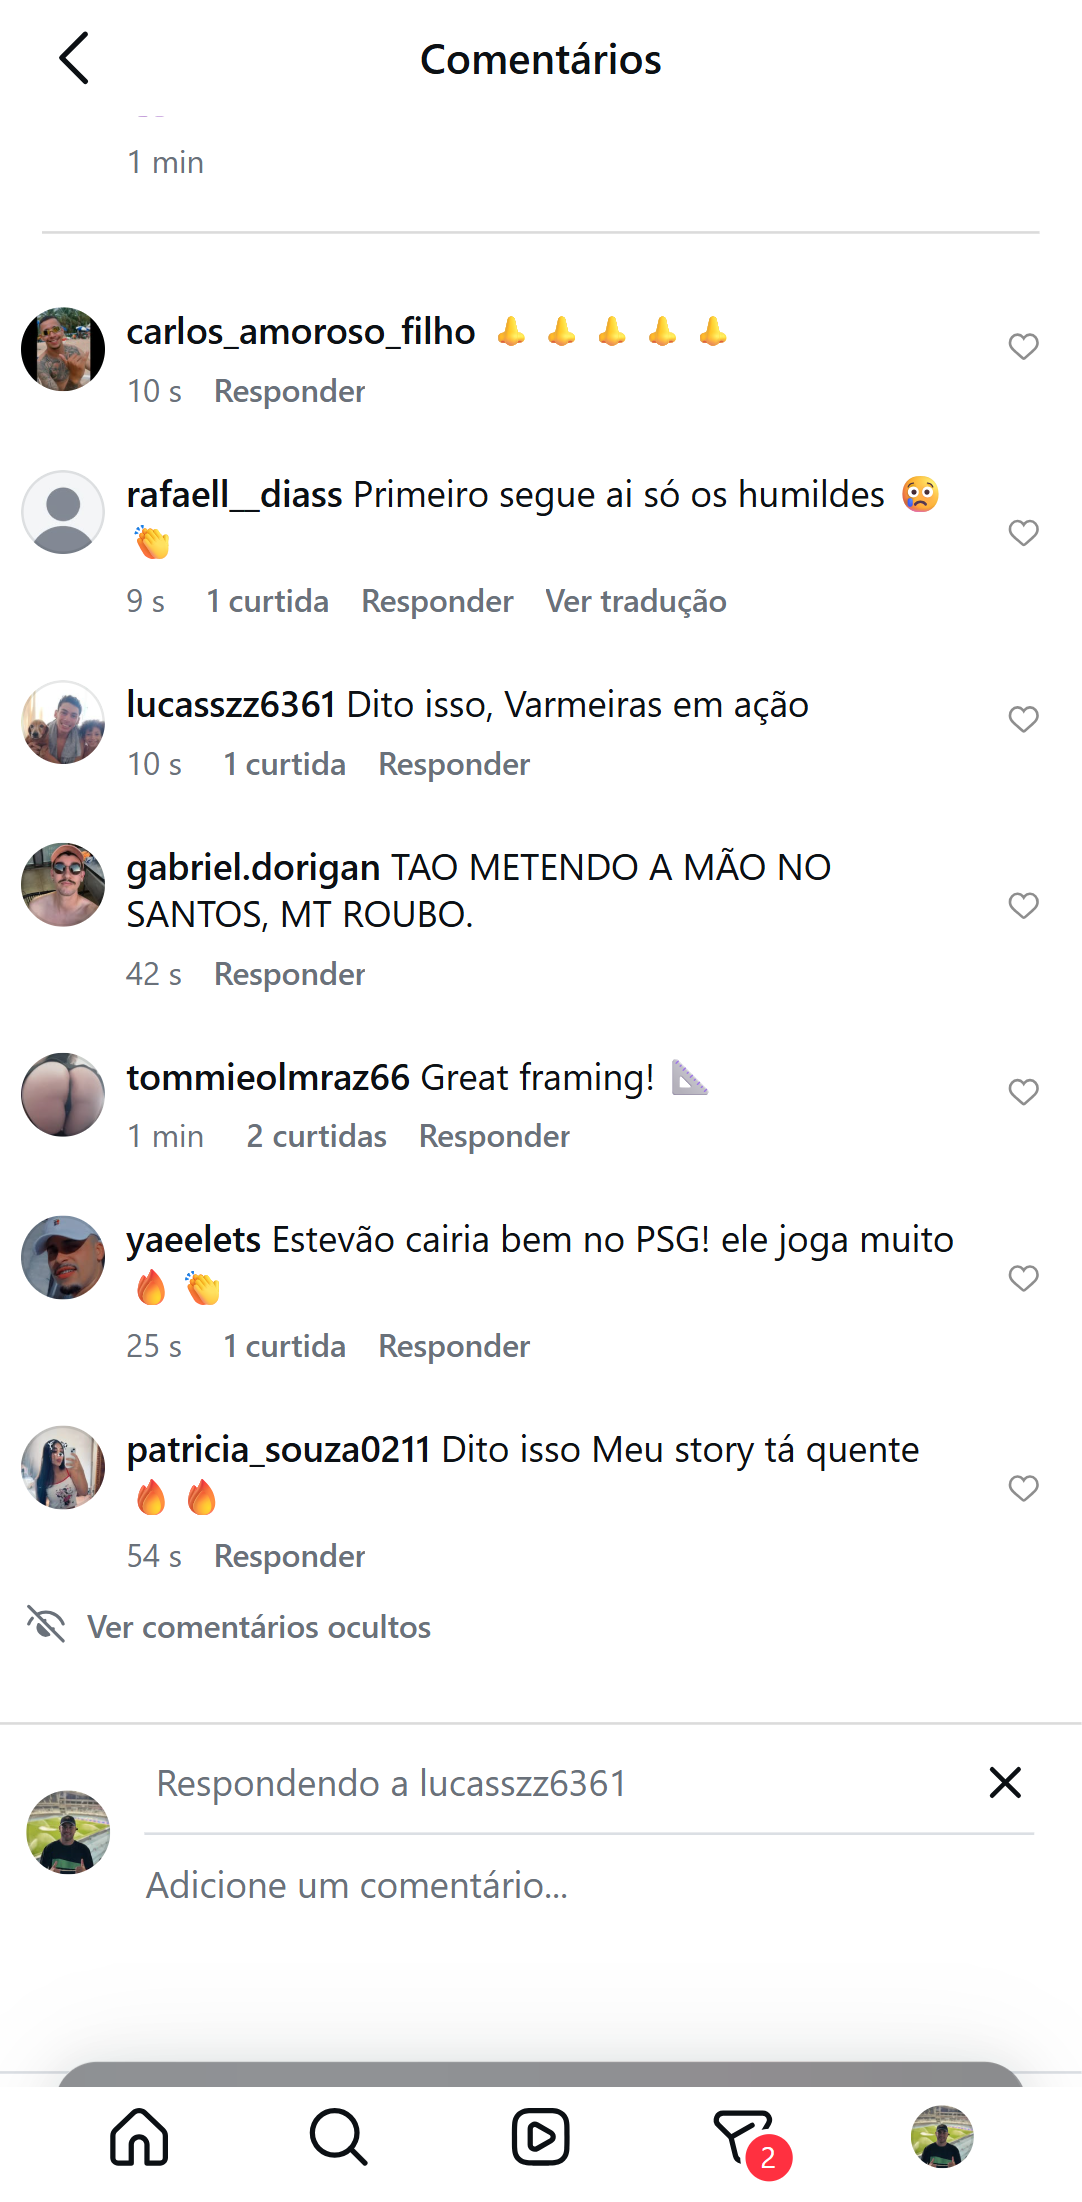 Comentários
1 min
carlos_amoroso_filho 👃 👃 👃 👃 👃
10 s Responder
rafaell__diass Primeiro segue ai só os humildes 😢
👏
9 s 1 curtida Responder Ver tradução
lucasszz6361 Dito isso, Varmeiras em ação
10 s 1 curtida Responder
gabriel.dorigan TAO METENDO A MÃO NO
SANTOS, MT ROUBO.
42 s Responder
tommieolmraz66 Great framing! 📐
1 min 2 curtidas Responder
yaeelets Estevão cairia bem no PSG! ele joga muito
🔥 👏
25 s 1 curtida Responder
patricia_souza0211 Dito isso Meu story tá quente
🔥 🔥
54 s Responder
Ver comentários ocultos
Respondendo a lucasszz6361
Adicione um comentário...
2